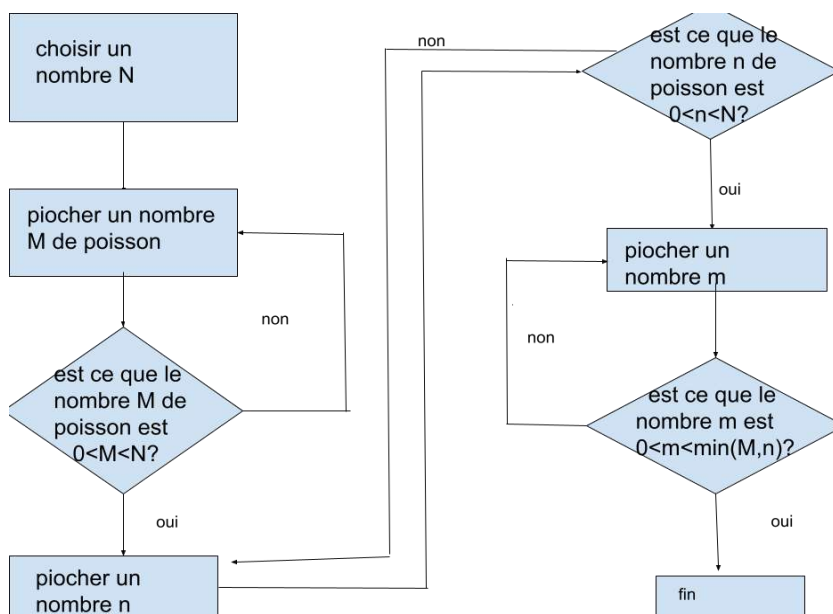 choisir un
nombre N
piocher un nombre
M de poisson
non
est ce que le
nombre M de
poisson est
0<M<N?
oui
piocher un
nombre n
non
est ce que le
nombre n de
poisson est
0<n<N?
oui
piocher un
nombre m
non
est ce que le
nombre m est
0<m<min(M,n)?
oui
fin